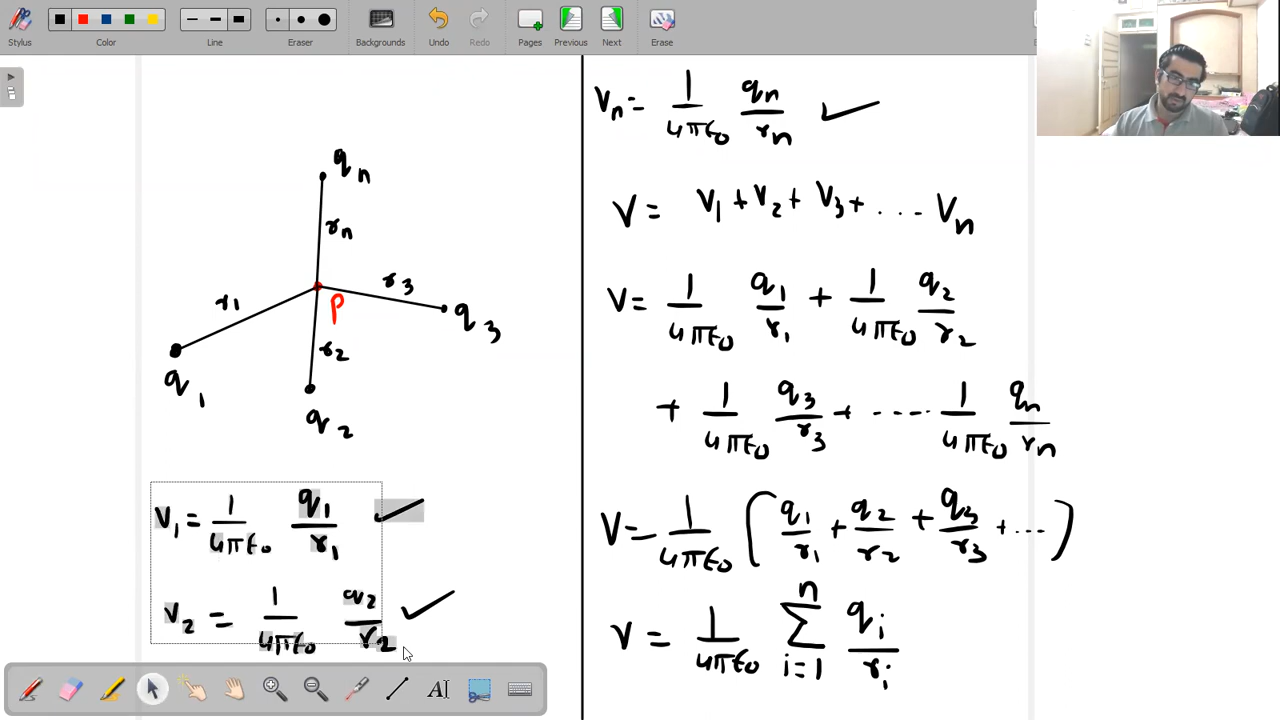 Stylus Color Line Eraser Backgrounds Undo Redo Pages Previous Next Erase
qn
rn
r3
r1
P
q3
r2
q1
q2
V1 = 1/4πε0 q1/r1 ✓
V2 = 1/4πε0 q2/r2 ✓
Vn = 1/4πε0 qn/rn ✓
V = V1 + V2 + V3 + .... Vn
V = 1/4πε0 q1/r1 + 1/4πε0 q2/r2
+ 1/4πε0 q3/r3 + ----- 1/4πε0 qn/rn
V = 1/4πε0 ( q1/r1 + q2/r2 + q3/r3 + ... )
V = 1/4πε0 Σ i=1 n qi/ri